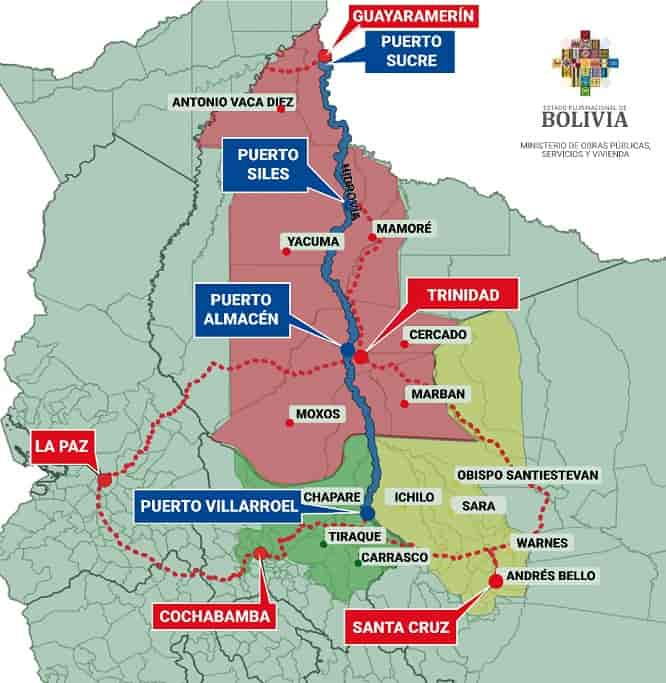 GUAYARAMERÍN
PUERTO
SUCRE
ESTADO PLURINACIONAL DE
BOLIVIA
MINISTERIO DE OBRAS PÚBLICAS,
SERVICIOS Y VIVIENDA
ANTONIO VACA DIEZ
PUERTO
SILES
HIDROVÍA
MAMORÉ
YACUMA
PUERTO
ALMACÉN
TRINIDAD
CERCADO
MARBAN
MOXOS
LA PAZ
OBISPO SANTIESTEVAN
PUERTO VILLARROEL
CHAPARE
ICHILO
SARA
TIRAQUE
WARNES
CARRASCO
ANDRÉS BELLO
COCHABAMBA
SANTA CRUZ